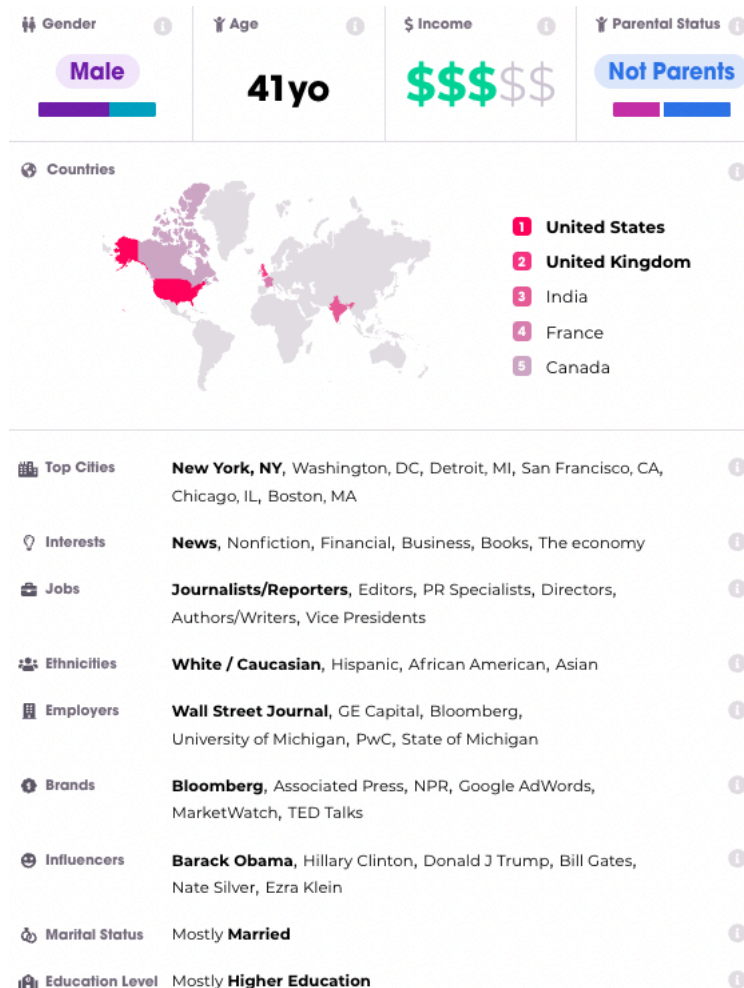 Gender
Age
$ Income
Parental Status
Male
41yo
$$$$$
Not Parents
Countries
1 United States
2 United Kingdom
3 India
4 France
5 Canada
Top Cities New York, NY, Washington, DC, Detroit, MI, San Francisco, CA,
Chicago, IL, Boston, MA
Interests News, Nonfiction, Financial, Business, Books, The economy
Jobs Journalists/Reporters, Editors, PR Specialists, Directors,
Authors/Writers, Vice Presidents
Ethnicities White / Caucasian, Hispanic, African American, Asian
Employers Wall Street Journal, GE Capital, Bloomberg,
University of Michigan, PwC, State of Michigan
Brands Bloomberg, Associated Press, NPR, Google AdWords,
MarketWatch, TED Talks
Influencers Barack Obama, Hillary Clinton, Donald J Trump, Bill Gates,
Nate Silver, Ezra Klein
Marital Status Mostly Married
Education Level Mostly Higher Education